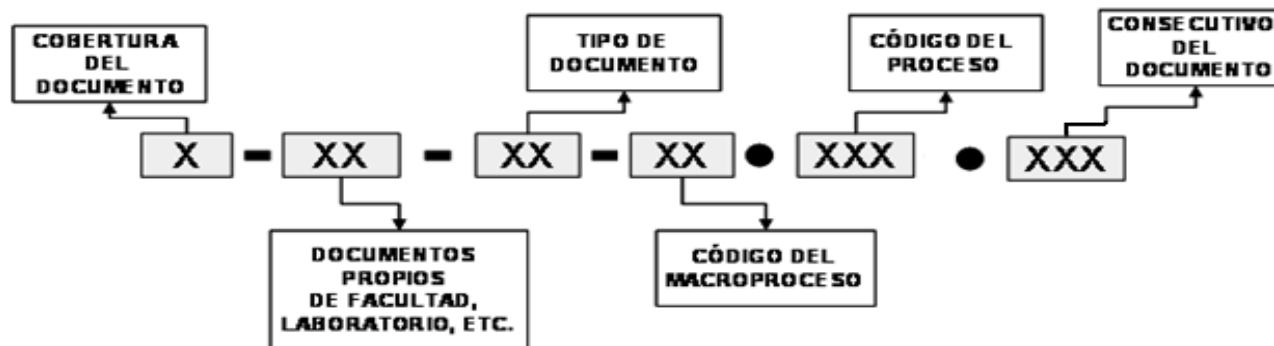 COBERTURA
DEL
DOCUMENTO
TIPO DE
DOCUMENTO
CÓDIGO DEL
PROCESO
CONSECUTIVO
DEL
DOCUMENTO
X - XX - XX - XX • XXX • XXX
DOCUMENTOS
PROPIOS
DE FACULTAD,
LABORATORIO, ETC.
CÓDIGO DEL
MACROPROCESO